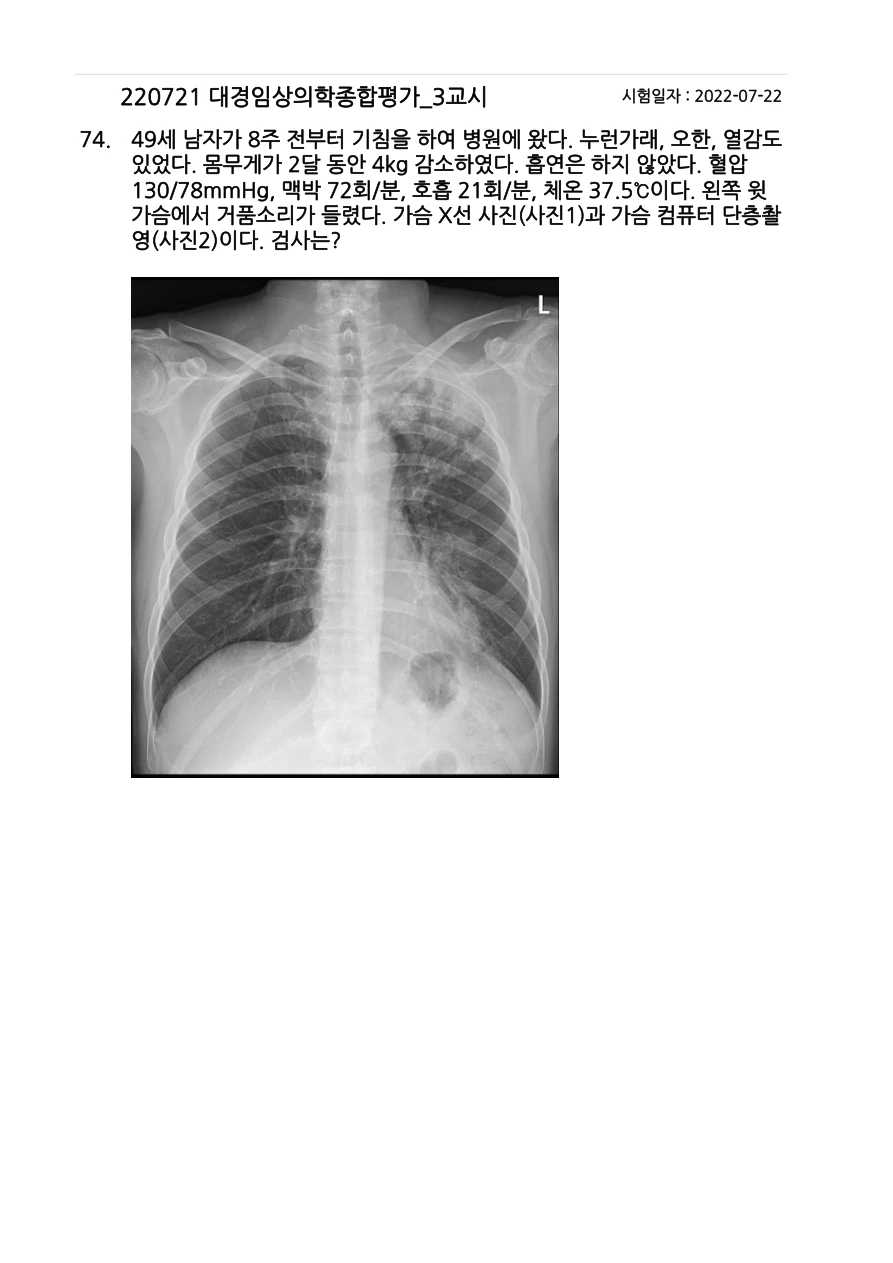 220721 대경임상의학종합평가_3교시
시험일자 : 2022-07-22
74. 49세 남자가 8주 전부터 기침을 하여 병원에 왔다. 누런가래, 오한, 열감도
있었다. 몸무게가 2달 동안 4kg 감소하였다. 흡연은 하지 않았다. 혈압
130/78mmHg, 맥박 72회/분, 호흡 21회/분, 체온 37.5℃이다. 왼쪽 윗
가슴에서 거품소리가 들렸다. 가슴 X선 사진(사진1)과 가슴 컴퓨터 단층촬
영(사진2)이다. 검사는?
L